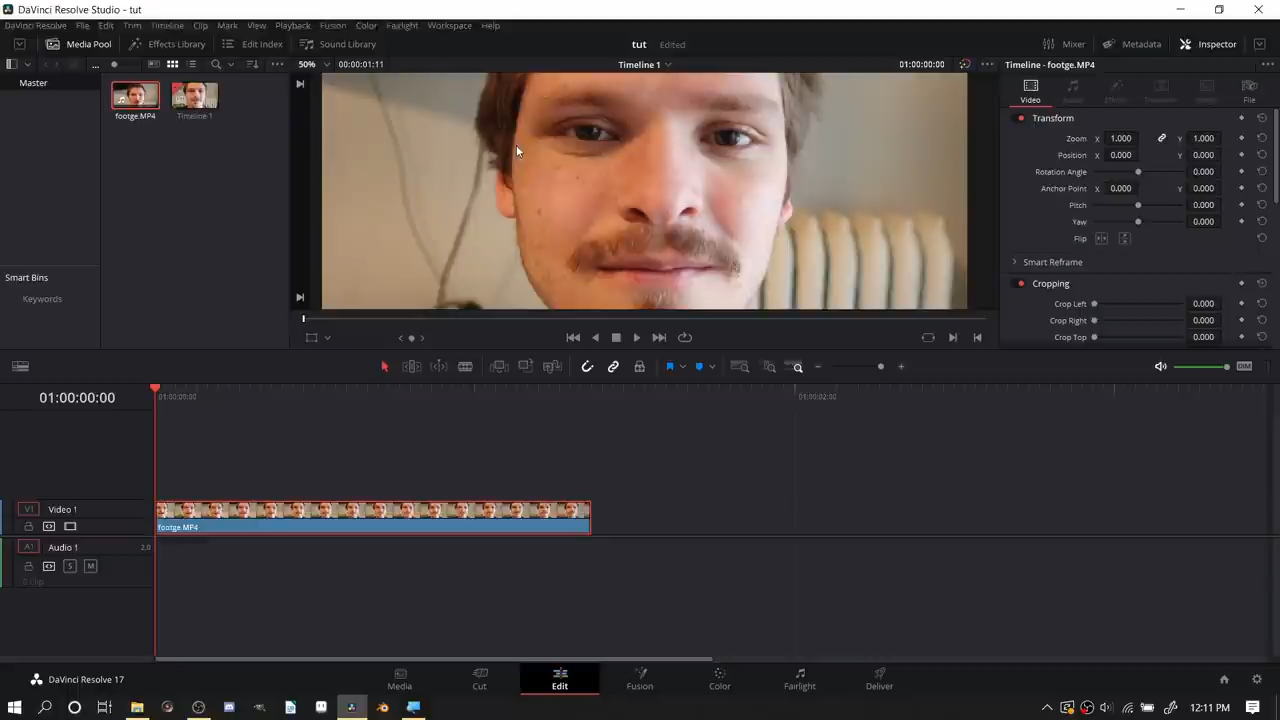 DaVinci Resolve Studio - tut
DaVinci Resolve File Edit Trim Timeline Clip Mark View Playback Fusion Color Fairlight Workspace Help
Media Pool Effects Library Edit Index Sound Library tut Edited Mixer Metadata Inspector
50% 00:00:01:11 Timeline 1 01:00:00:00 Timeline - footge.MP4
Master
footge.MP4 Timeline 1
Video Audio Effects Transition Image File
Transform
Zoom X 1.000 Y 1.000
Position X 0.000 Y 0.000
Rotation Angle 0.000
Anchor Point X 0.000 Y 0.000
Pitch 0.000
Yaw 0.000
Flip
Smart Reframe
Cropping
Crop Left 0.000
Crop Right 0.000
Crop Top 0.000
Smart Bins
Keywords
DIM
01:00:00:00 01:00:00:00 01:00:02:00
V1 Video 1
footge.MP4
A1 Audio 1 2.0
S M
0 Clip
DaVinci Resolve 17 Media Cut Edit Fusion Color Fairlight Deliver
12:11 PM